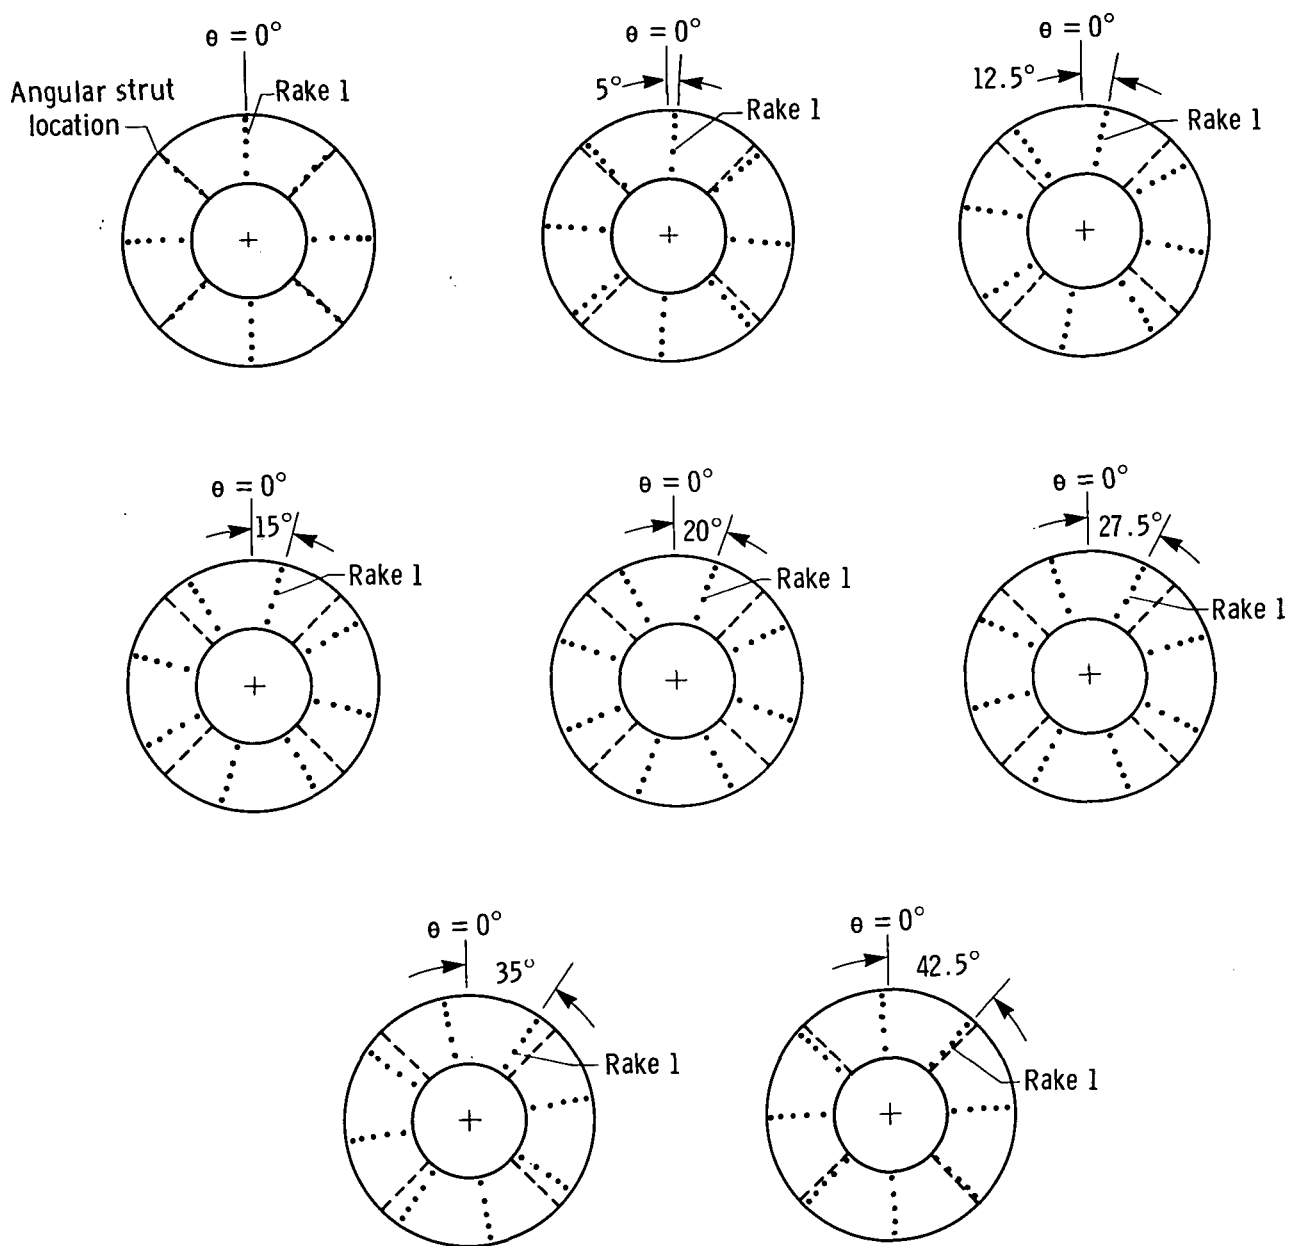 θ = 0°
Angular strut
location
Rake 1
θ = 0°
5°
Rake 1
θ = 0°
12.5°
Rake 1
θ = 0°
15°
Rake 1
θ = 0°
20°
Rake 1
θ = 0°
27.5°
Rake 1
θ = 0°
35°
Rake 1
θ = 0°
42.5°
Rake 1